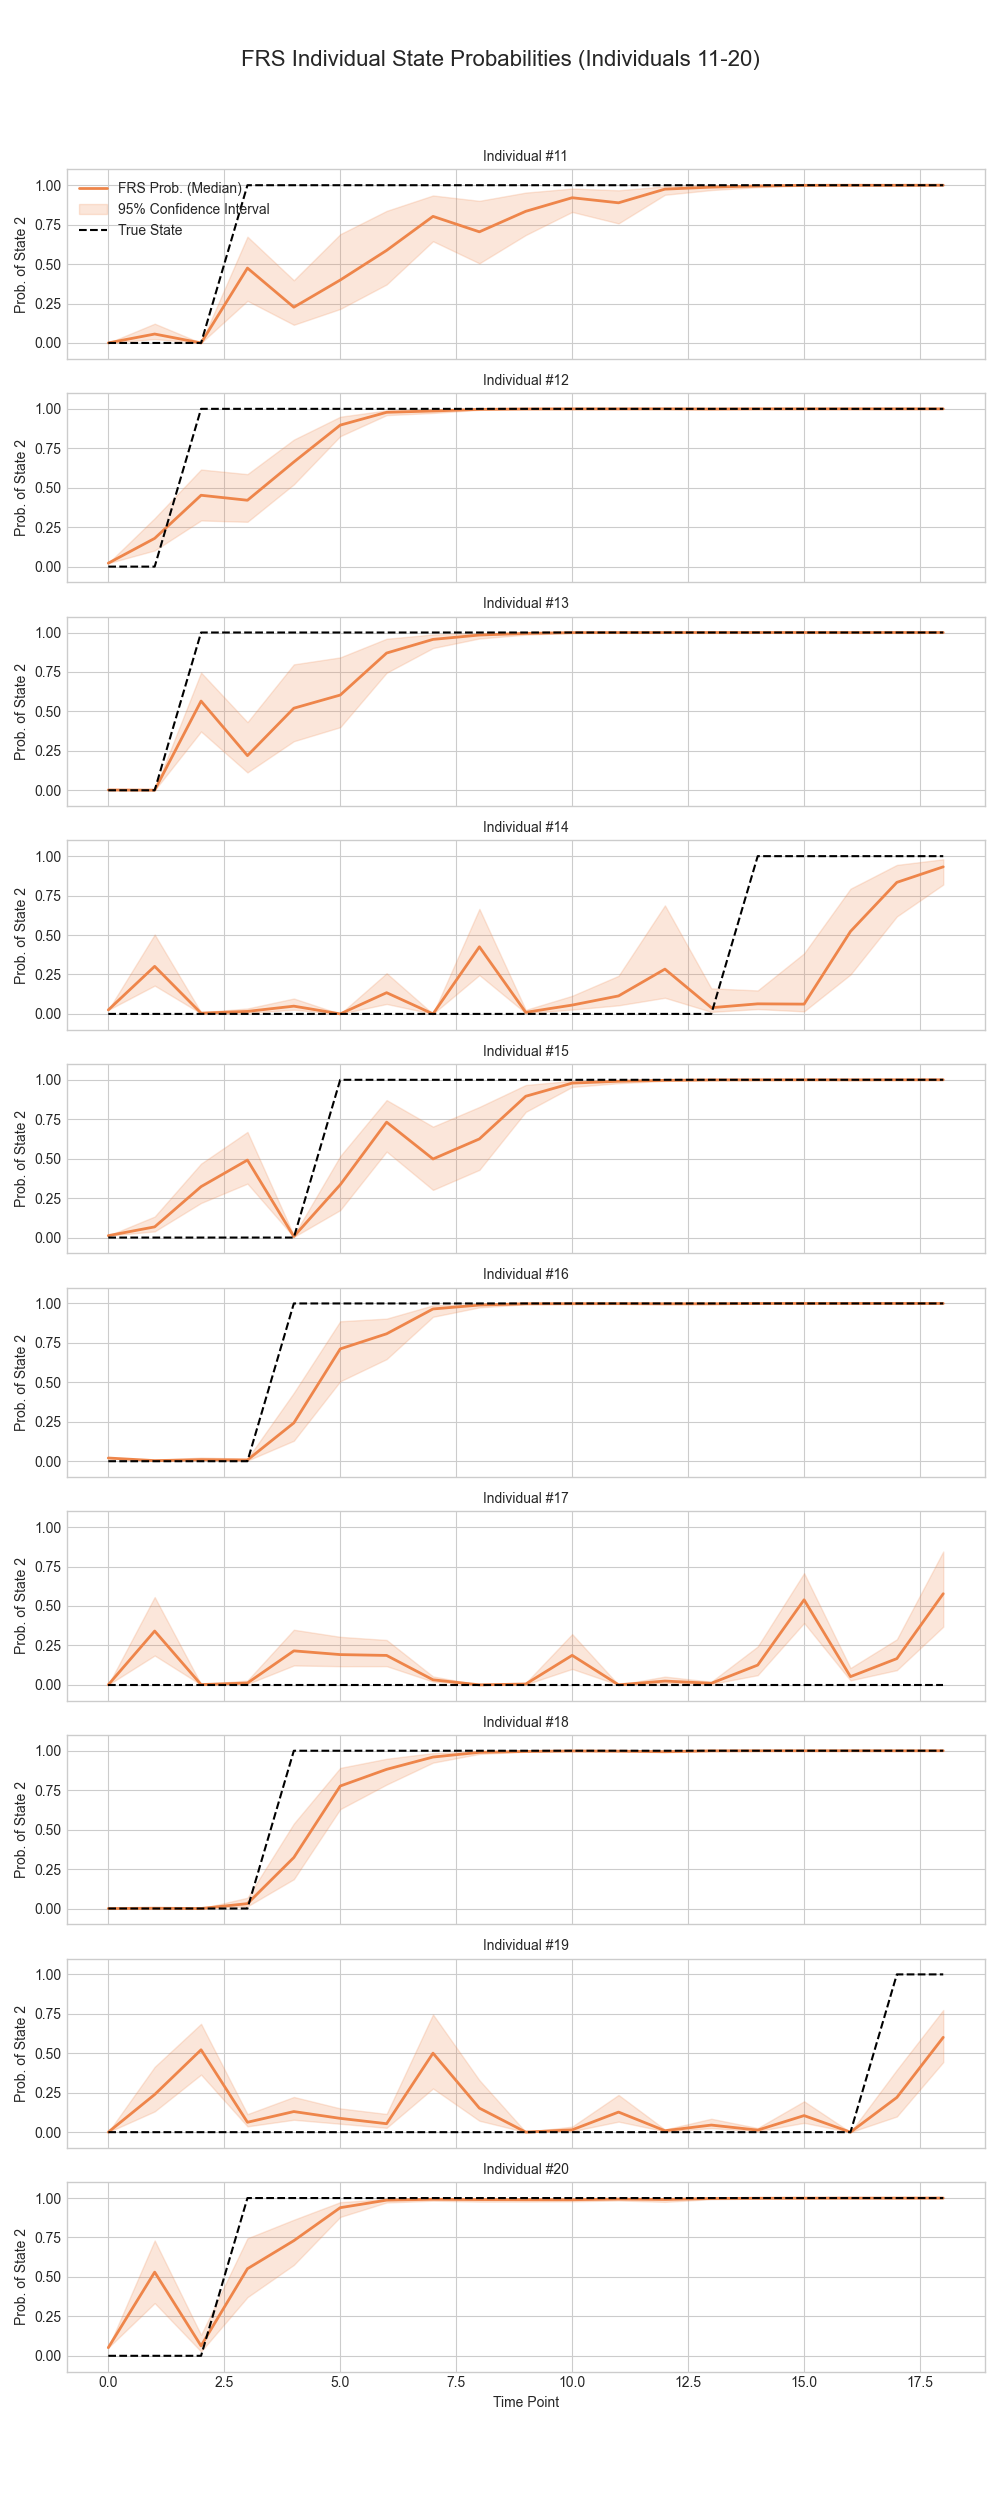 FRS Individual State Probabilities (Individuals 11-20)
Individual #11
FRS Prob. (Median)
95% Confidence Interval
True State
1.00
0.75
0.50
0.25
0.00
Prob. of State 2
Individual #12
1.00
0.75
0.50
0.25
0.00
Prob. of State 2
Individual #13
1.00
0.75
0.50
0.25
0.00
Prob. of State 2
Individual #14
1.00
0.75
0.50
0.25
0.00
Prob. of State 2
Individual #15
1.00
0.75
0.50
0.25
0.00
Prob. of State 2
Individual #16
1.00
0.75
0.50
0.25
0.00
Prob. of State 2
Individual #17
1.00
0.75
0.50
0.25
0.00
Prob. of State 2
Individual #18
1.00
0.75
0.50
0.25
0.00
Prob. of State 2
Individual #19
1.00
0.75
0.50
0.25
0.00
Prob. of State 2
Individual #20
1.00
0.75
0.50
0.25
0.00
Prob. of State 2
0.0 2.5 5.0 7.5 10.0 12.5 15.0 17.5
Time Point